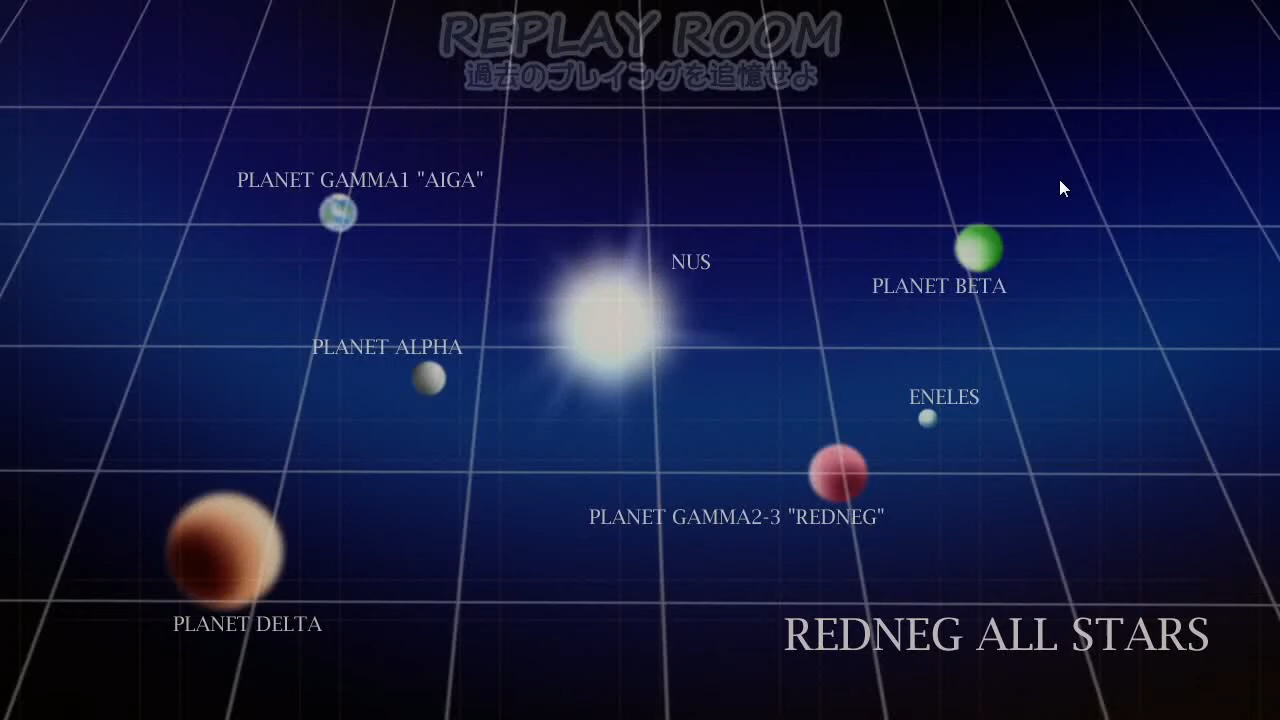 REPLAY ROOM
過去のプレイングを追憶せよ
PLANET GAMMA1 "AIGA"
NUS
PLANET BETA
PLANET ALPHA
ENELES
PLANET GAMMA2-3 "REDNEG"
PLANET DELTA
REDNEG ALL STARS